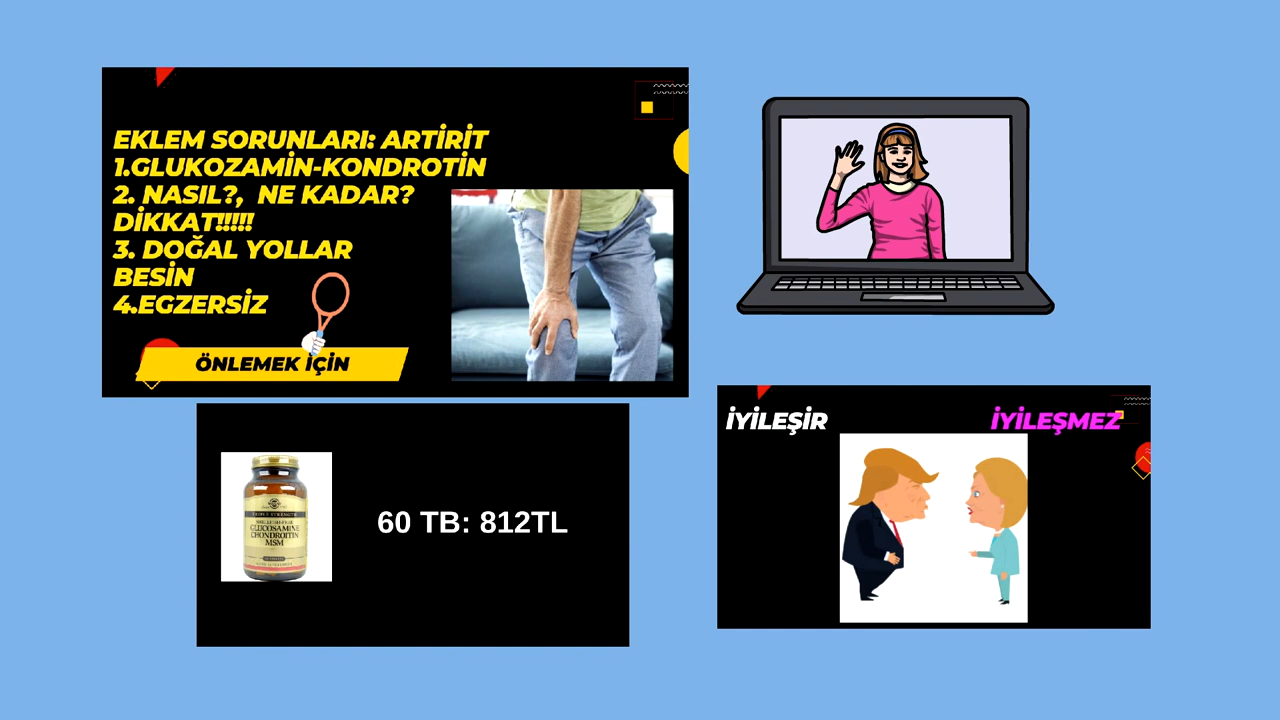 EKLEM SORUNLARI: ARTİRİT
1.GLUKOZAMİN-KONDROTİN
2. NASIL?, NE KADAR?
DİKKAT!!!!!
3. DOĞAL YOLLAR
BESİN
4.EGZERSİZ
ÖNLEMEK İÇİN
İYİLEŞİR
İYİLEŞMEZ
60 TB: 812TL
GLUCOSAMINE
CHONDROITIN
MSM